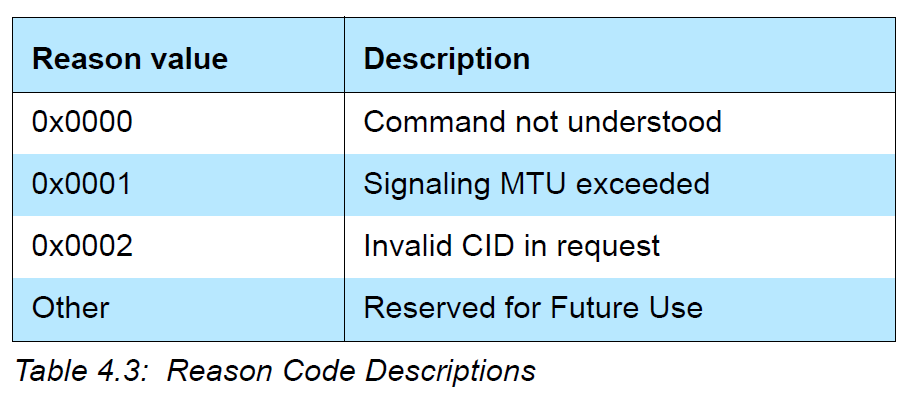 Reason value Description
0x0000 Command not understood
0x0001 Signaling MTU exceeded
0x0002 Invalid CID in request
Other Reserved for Future Use
Table 4.3: Reason Code Descriptions